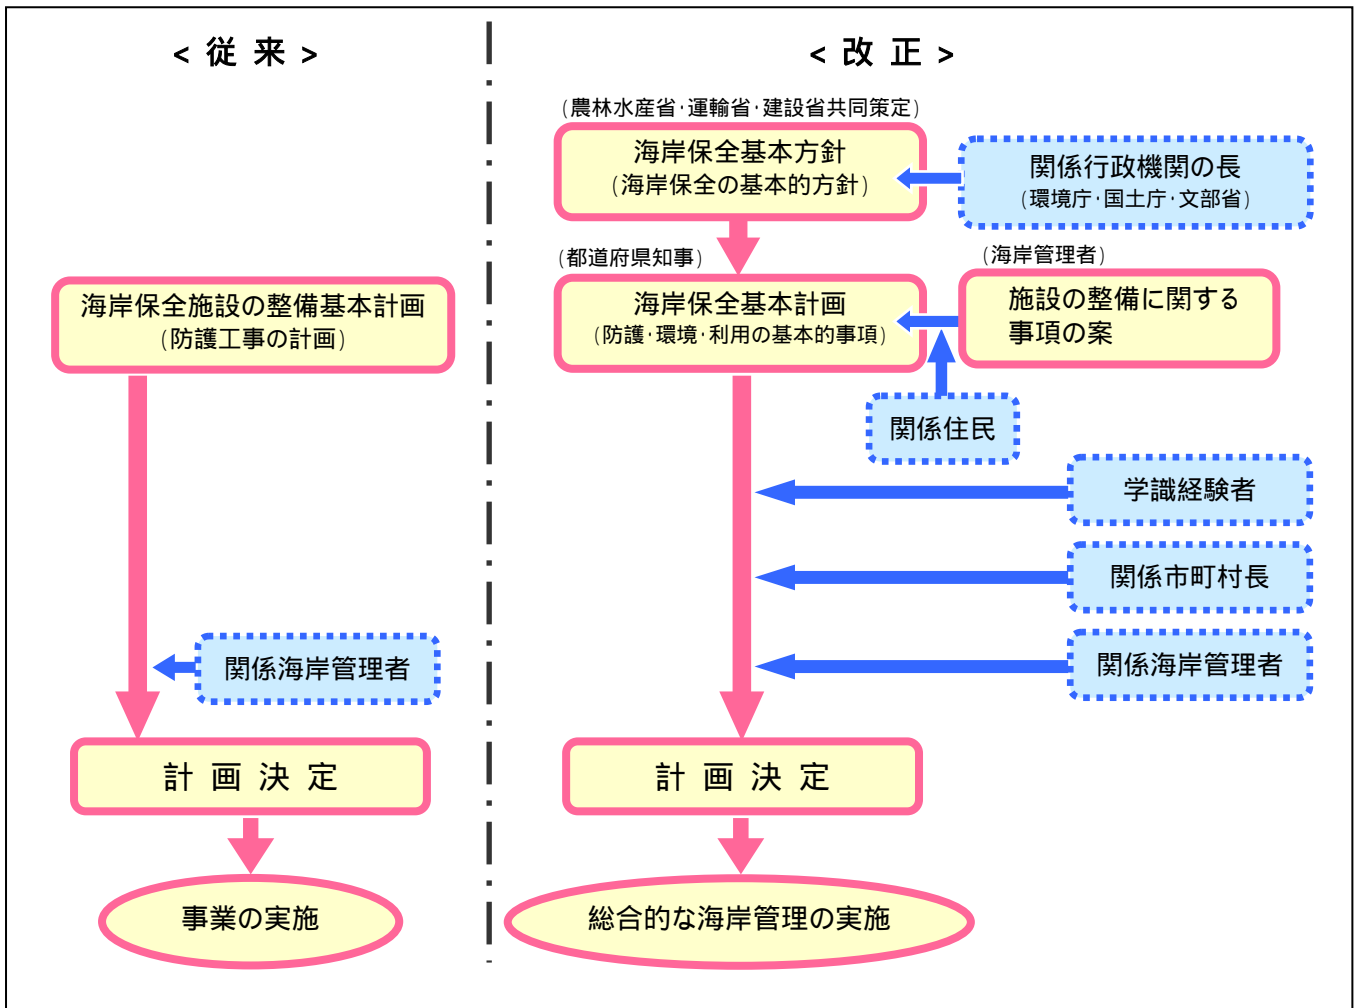 <従来>
海岸保全施設の整備基本計画
(防護工事の計画)
関係海岸管理者
計画決定
事業の実施
<改正>
(農林水産省・運輸省・建設省共同策定)
海岸保全基本方針
(海岸保全の基本的方針)
関係行政機関の長
(環境庁・国土庁・文部省)
(都道府県知事)
海岸保全基本計画
(防護・環境・利用の基本的事項)
(海岸管理者)
施設の整備に関する
事項の案
関係住民
学識経験者
関係市町村長
関係海岸管理者
計画決定
総合的な海岸管理の実施